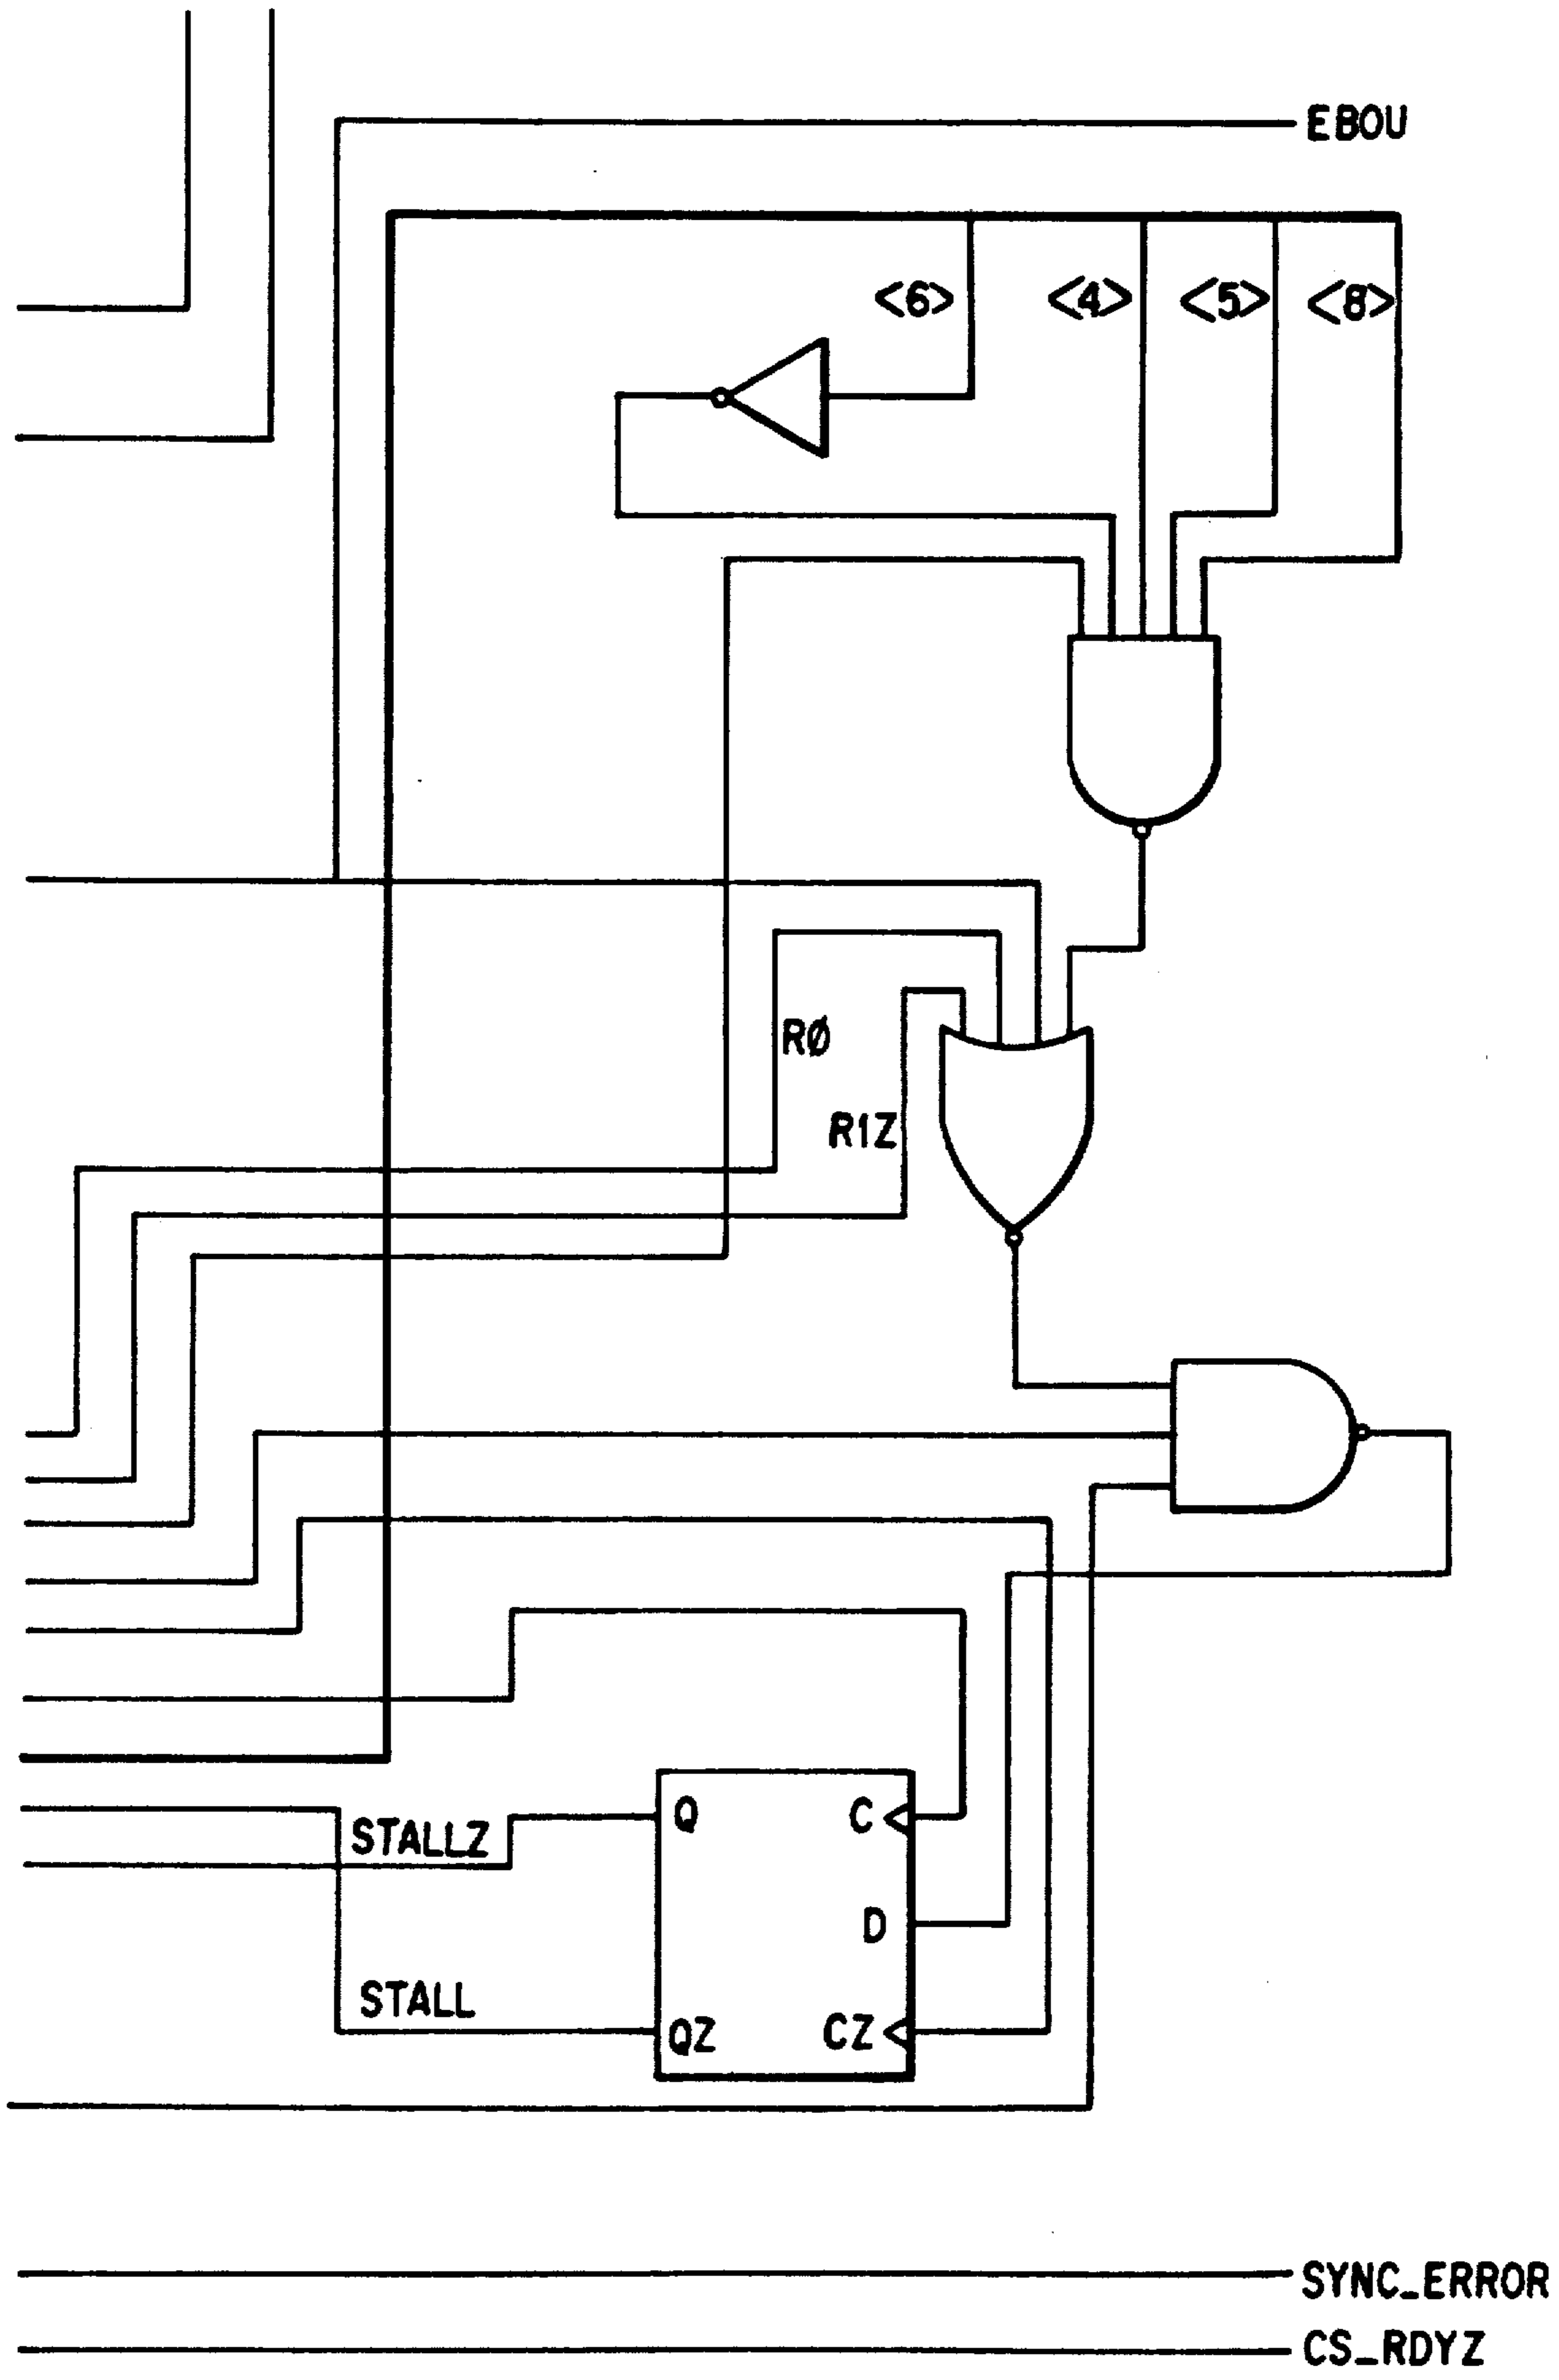 EBOU
<6> <4> <5> <8>
RØ
R1Z
Q C
STALLZ
D
STALL
QZ CZ
SYNC_ERROR
CS_RDYZ